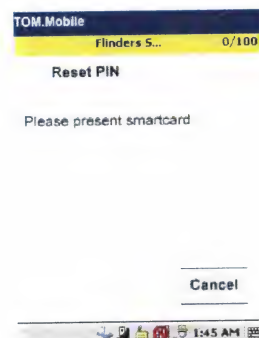 TOM.Mobile
Flinders S... 0/100
Reset PIN
Please present smartcard
Cancel
1:45 AM